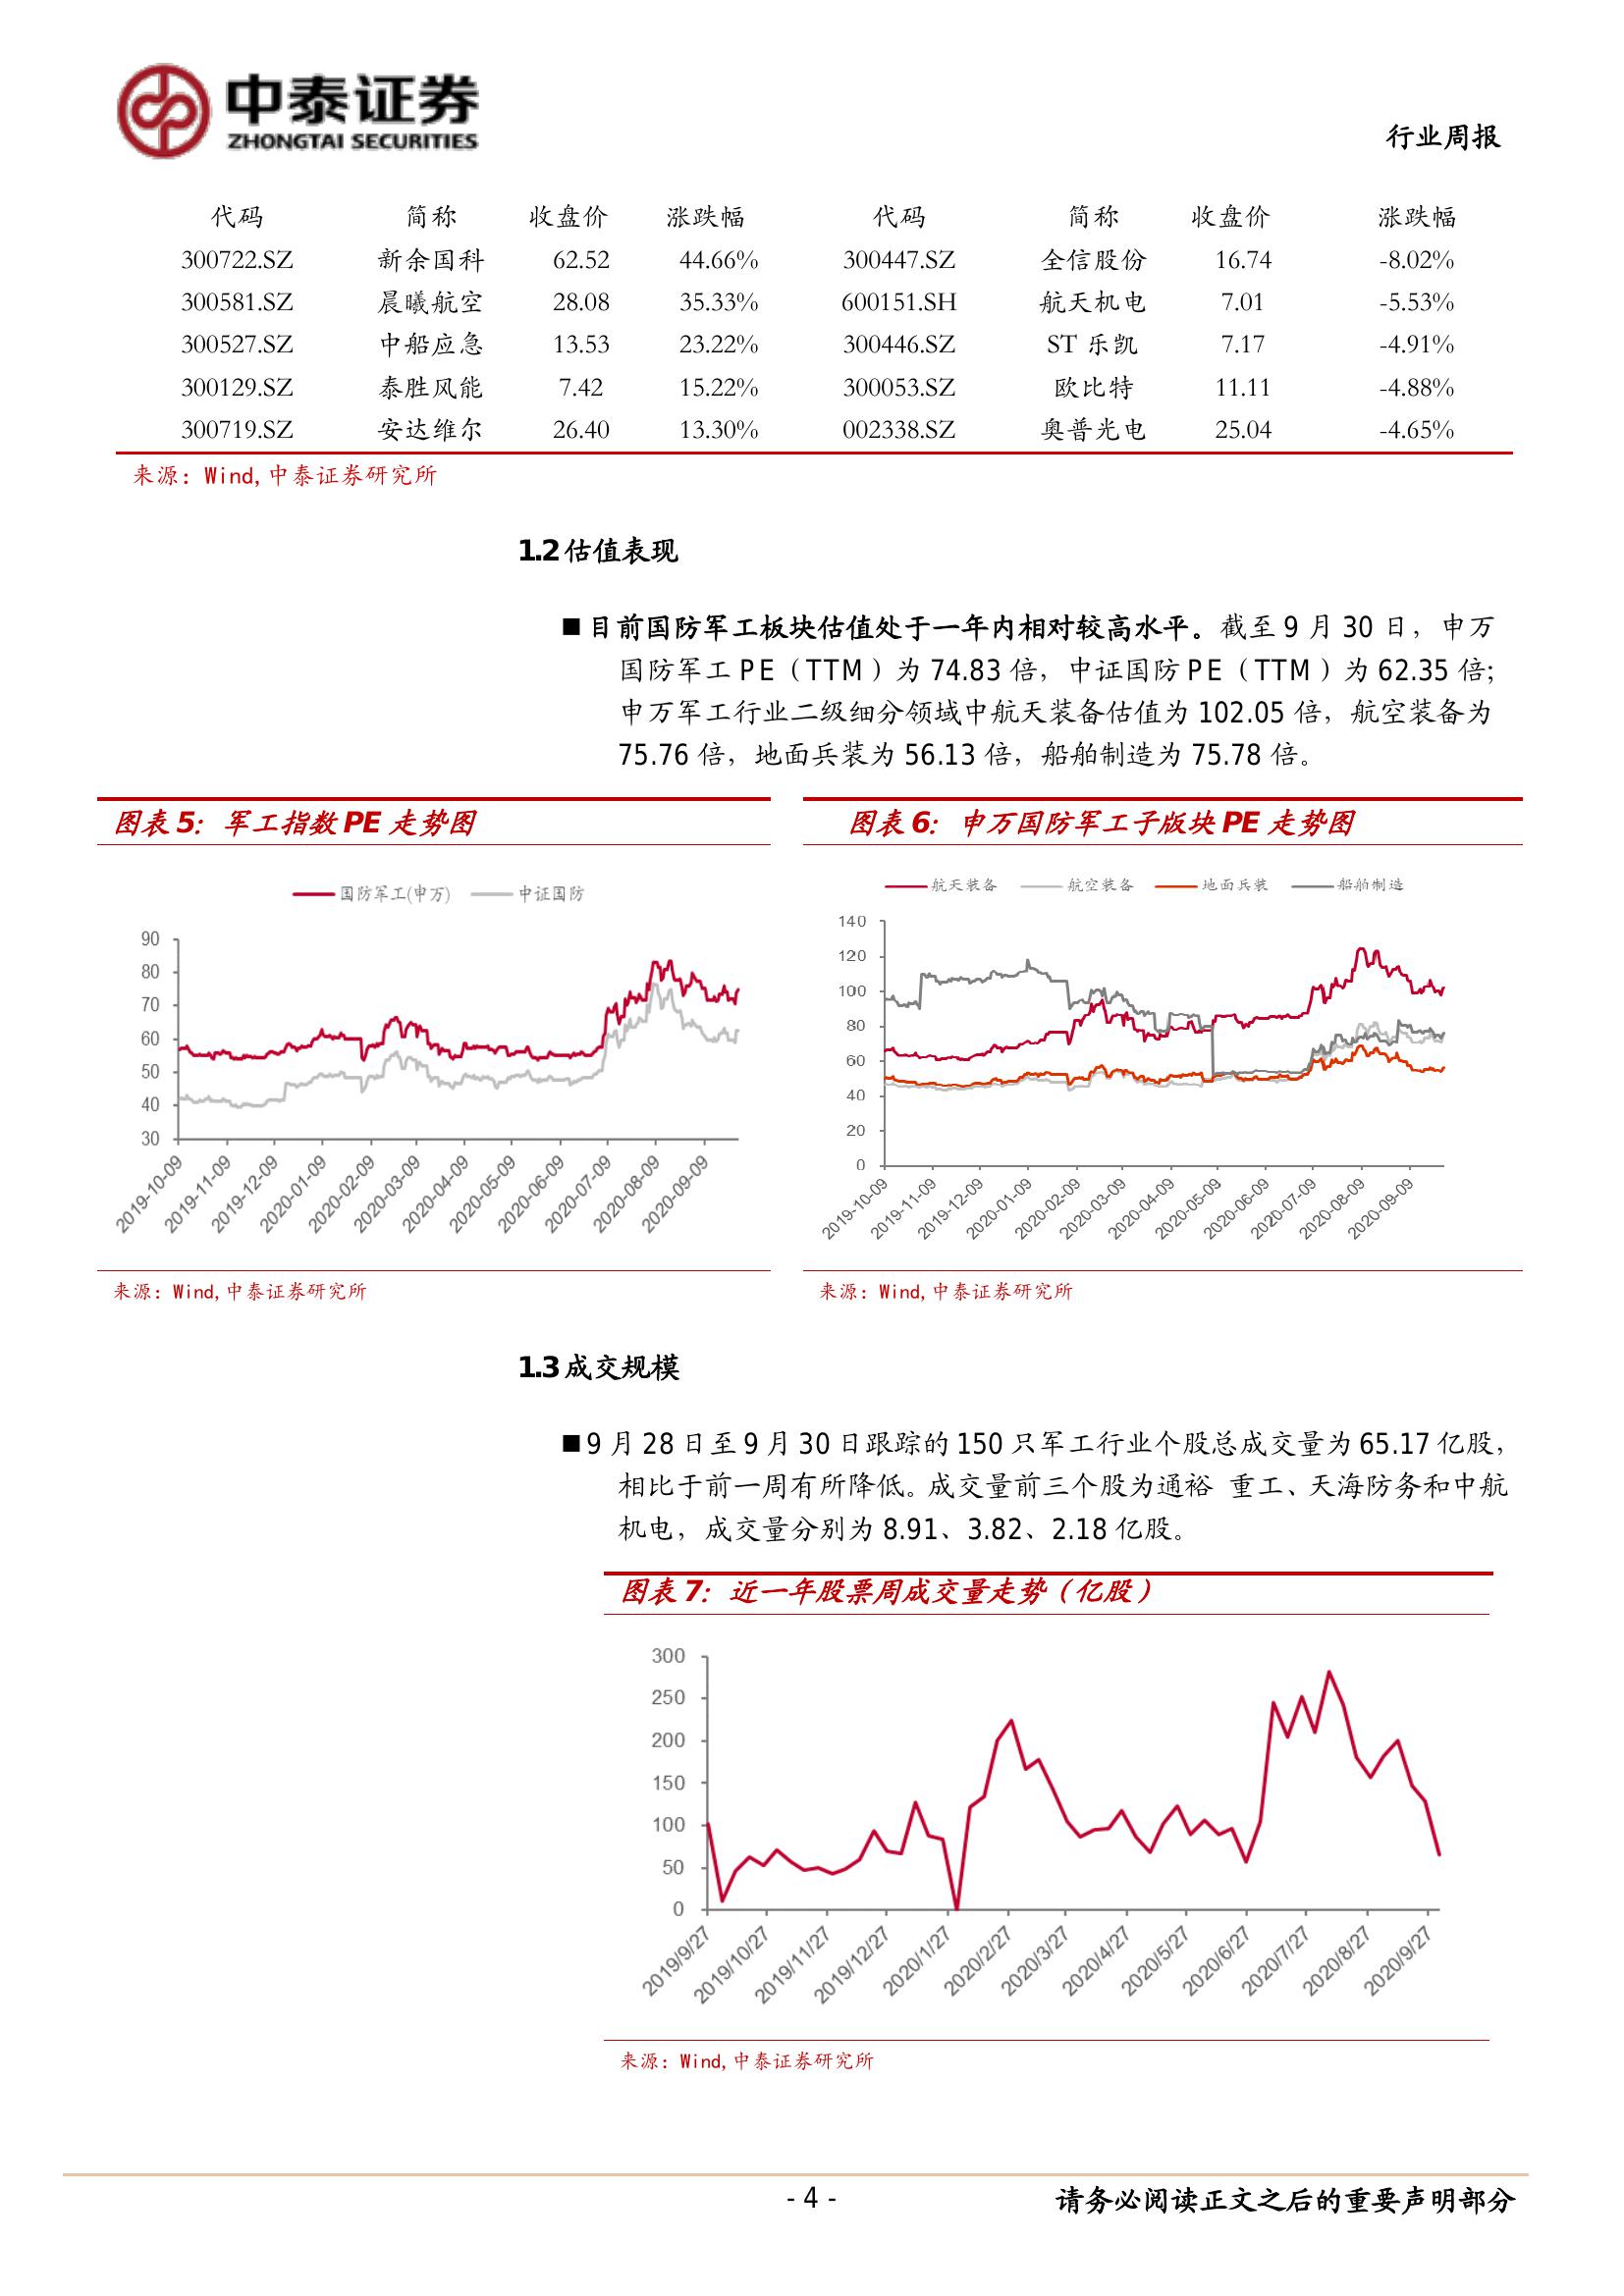 中泰证券
ZHONGTAI SECURITIES
行业周报
代码 简称 收盘价 涨跌幅 代码 简称 收盘价 涨跌幅
300722.SZ 新余国科 62.52 44.66% 300447.SZ 全信股份 16.74 -8.02%
300581.SZ 晨曦航空 28.08 35.33% 600151.SH 航天机电 7.01 -5.53%
300527.SZ 中船应急 13.53 23.22% 300446.SZ ST 乐凯 7.17 -4.91%
300129.SZ 泰胜风能 7.42 15.22% 300053.SZ 欧比特 11.11 -4.88%
300719.SZ 安达维尔 26.40 13.30% 002338.SZ 奥普光电 25.04 -4.65%
来源：Wind,中泰证券研究所
1.2 估值表现
■ 目前国防军工板块估值处于一年内相对较高水平。截至 9 月 30 日，申万
国防军工 PE（TTM）为 74.83 倍，中证国防 PE（TTM）为 62.35 倍；
申万军工行业二级细分领域中航天装备估值为 102.05 倍，航空装备为
75.76 倍，地面兵装为 56.13 倍，船舶制造为 75.78 倍。
图表 5：军工指数 PE 走势图
国防军工(申万) 中证国防
90
80
70
60
50
40
30
2019-10-09 2019-11-09 2019-12-09 2020-01-09 2020-02-09 2020-03-09 2020-04-09 2020-05-09 2020-06-09 2020-07-09 2020-08-09 2020-09-09
来源：Wind,中泰证券研究所
图表 6：申万国防军工子版块 PE 走势图
航天装备 航空装备 地面兵装 船舶制造
140
120
100
80
60
40
20
0
2019-10-09 2019-11-09 2019-12-09 2020-01-09 2020-02-09 2020-03-09 2020-04-09 2020-05-09 2020-06-09 2020-07-09 2020-08-09 2020-09-09
来源：Wind,中泰证券研究所
1.3 成交规模
■ 9 月 28 日至 9 月 30 日跟踪的 150 只军工行业个股总成交量为 65.17 亿股，
相比于前一周有所降低。成交量前三个股为通裕 重工、天海防务和中航
机电，成交量分别为 8.91、3.82、2.18 亿股。
图表 7：近一年股票周成交量走势（亿股）
300
250
200
150
100
50
0
2019/9/27 2019/10/27 2019/11/27 2019/12/27 2020/1/27 2020/2/27 2020/3/27 2020/4/27 2020/5/27 2020/6/27 2020/7/27 2020/8/27 2020/9/27
来源：Wind,中泰证券研究所
- 4 -
请务必阅读正文之后的重要声明部分